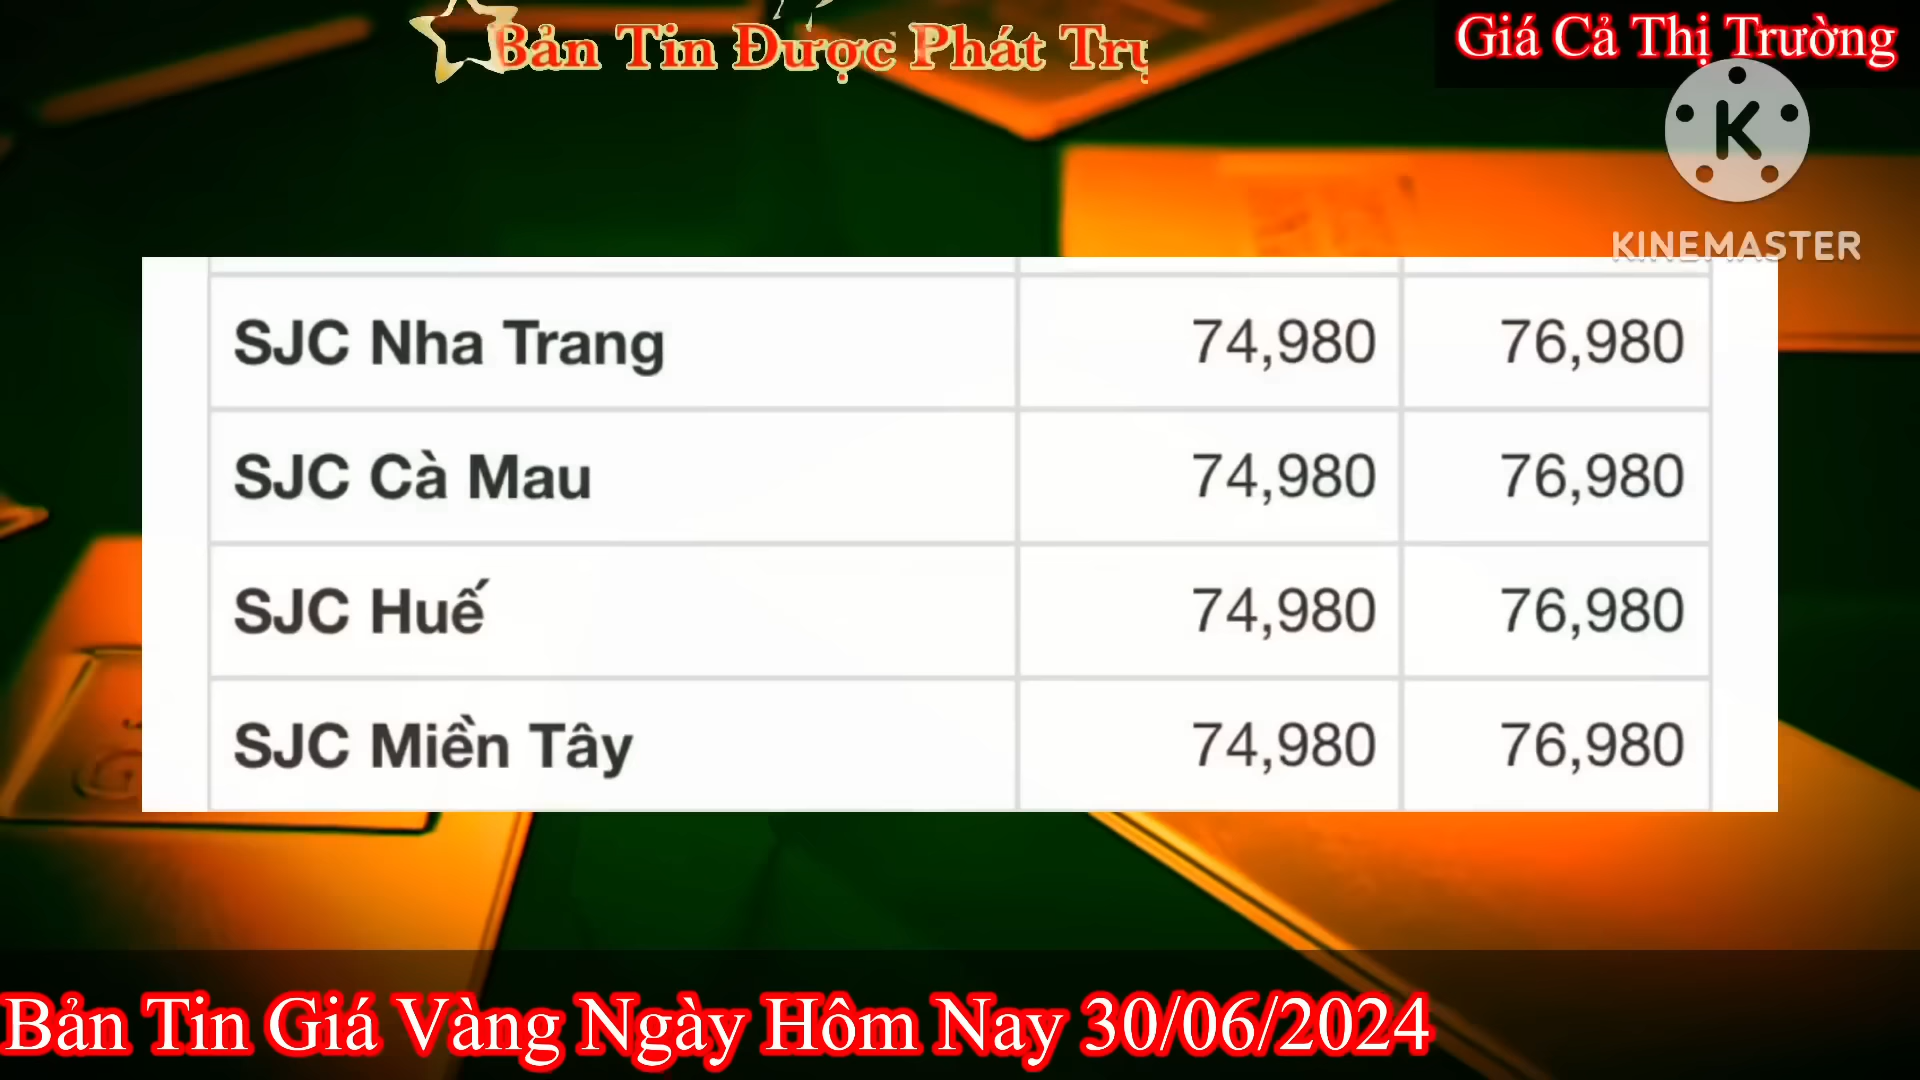 Bản Tin Được Phát
Giá Cả Thị Trường
K
KINEMASTER
SJC Nha Trang 74,980 76,980
SJC Cà Mau 74,980 76,980
SJC Huế 74,980 76,980
SJC Miền Tây 74,980 76,980
Bản Tin Giá Vàng Ngày Hôm Nay 30/06/2024